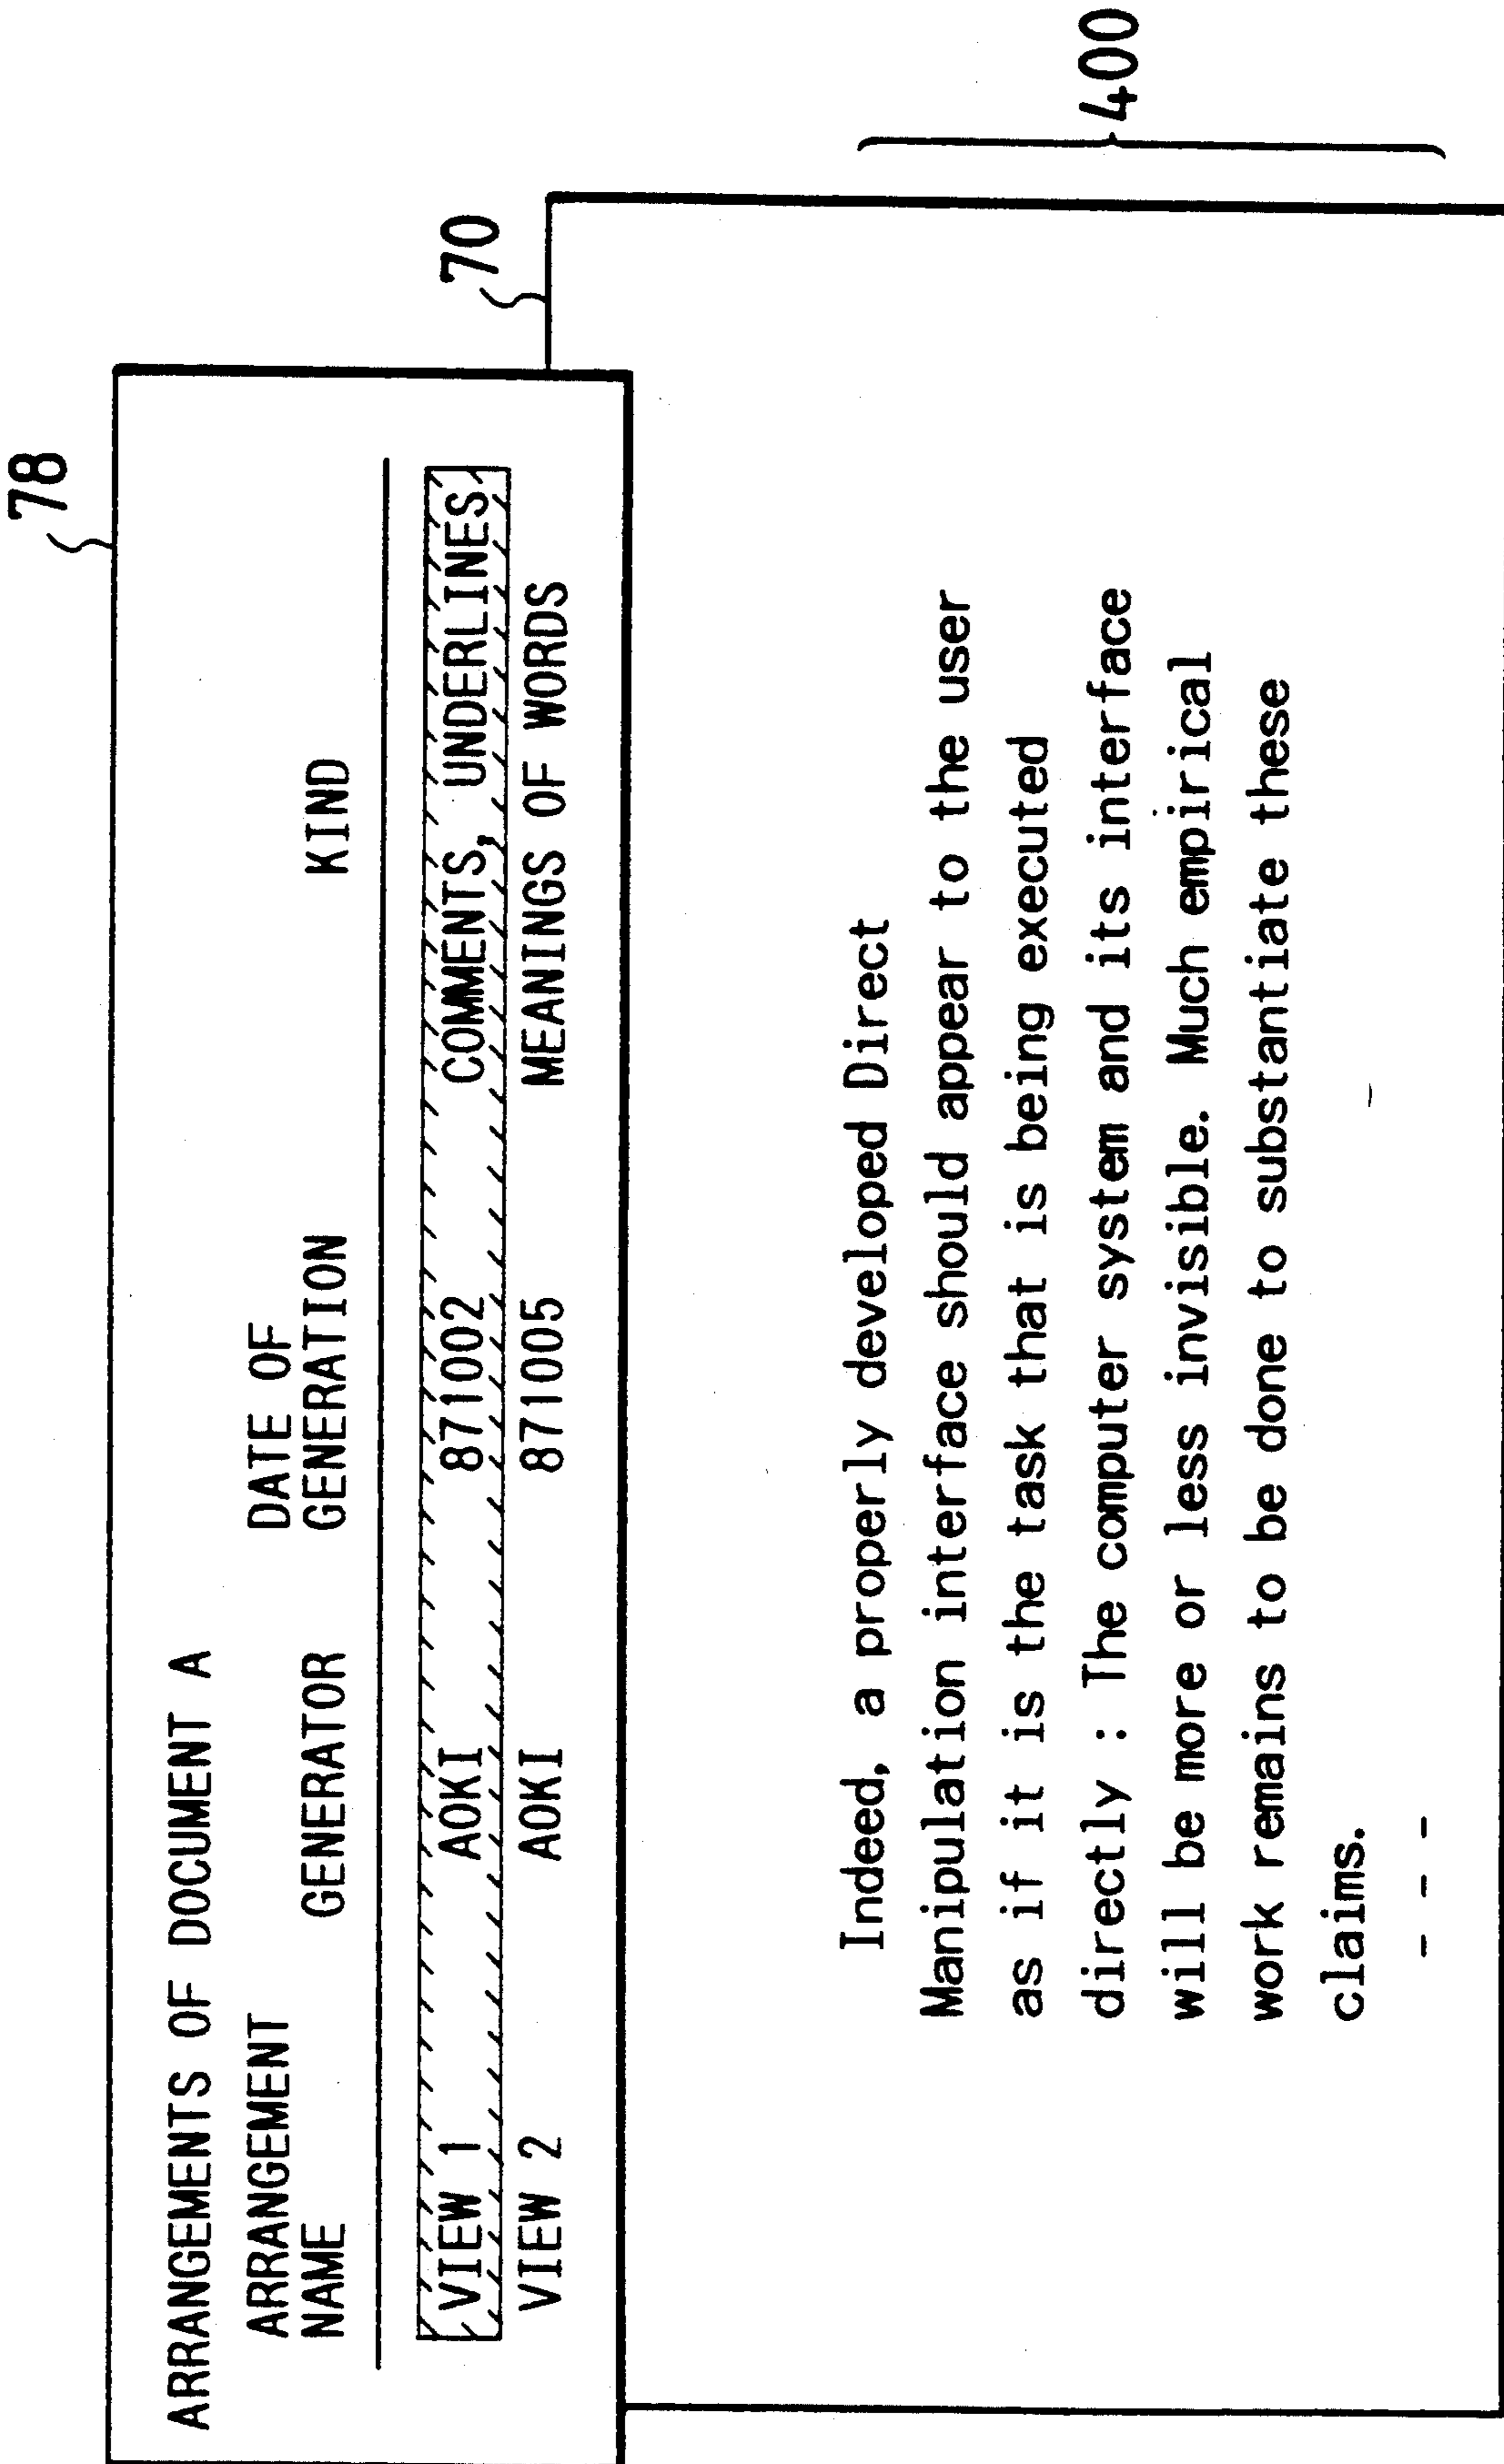 78
ARRANGEMENTS OF DOCUMENT A
ARRANGEMENT NAME GENERATOR DATE OF GENERATION KIND
VIEW 1 AOKI 871002 COMMENTS, UNDERLINES
VIEW 2 AOKI 871005 MEANINGS OF WORDS
70
Indeed, a properly developed Direct
Manipulation interface should appear to the user
as if it is the task that is being executed
directly : The computer system and its interface
will be more or less invisible. Much empirical
work remains to be done to substantiate these
claims.
- - -
400